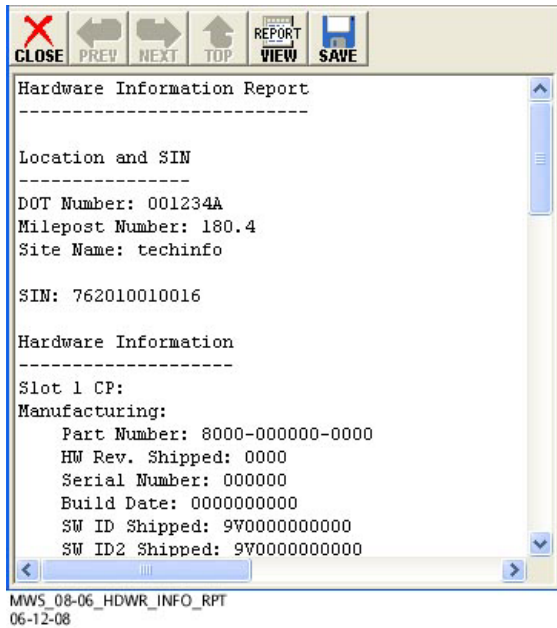 CLOSE PREV NEXT TOP REPORT VIEW SAVE
Hardware Information Report
---------------------------
Location and SIN
----------------
DOT Number: 001234A
Milepost Number: 180.4
Site Name: techinfo
SIN: 762010010016
Hardware Information
--------------------
Slot 1 CP:
Manufacturing:
Part Number: 8000-000000-0000
HW Rev. Shipped: 0000
Serial Number: 000000
Build Date: 0000000000
SW ID Shipped: 9V0000000000
SW ID2 Shipped: 9V0000000000
MWS_08-06_HDWR_INFO_RPT
06-12-08